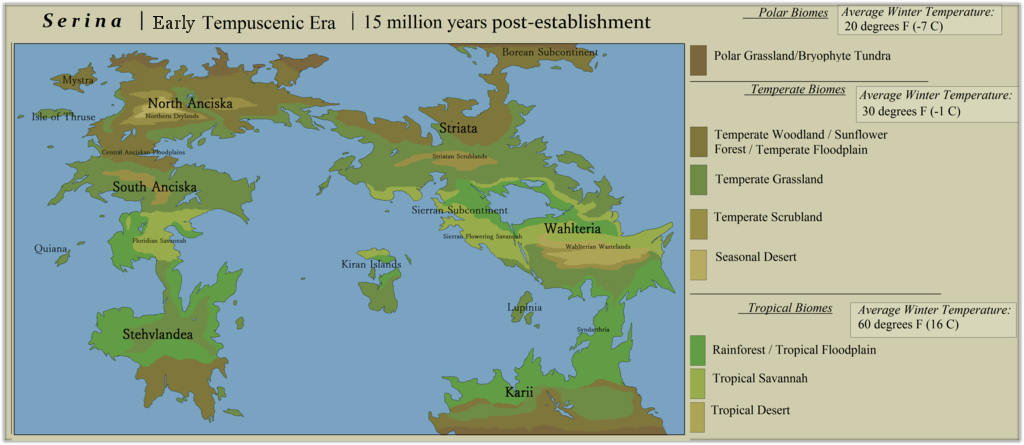 Serina | Early Tempuscenic Era | 15 million years post-establishment
Borean Subcontinent
Mystra
North Anciska
Northern Drylands
Isle of Thruse
Striata
Central Anciskan Floodplains
Striatan Scrublands
South Anciska
Sierran Subcontinent
Wahlteria
Sierran Flowering Savannah
Floridian Savannah
Wahlterian Wastelands
Quiana
Kiran Islands
Lupinia
Stehvlandea
Syndarthria
Karii
Polar Biomes
Average Winter Temperature:
20 degrees F (-7 C)
Polar Grassland/Bryophyte Tundra
Temperate Biomes
Average Winter Temperature:
30 degrees F (-1 C)
Temperate Woodland / Sunflower
Forest / Temperate Floodplain
Temperate Grassland
Temperate Scrubland
Seasonal Desert
Tropical Biomes
Average Winter Temperature:
60 degrees F (16 C)
Rainforest / Tropical Floodplain
Tropical Savannah
Tropical Desert